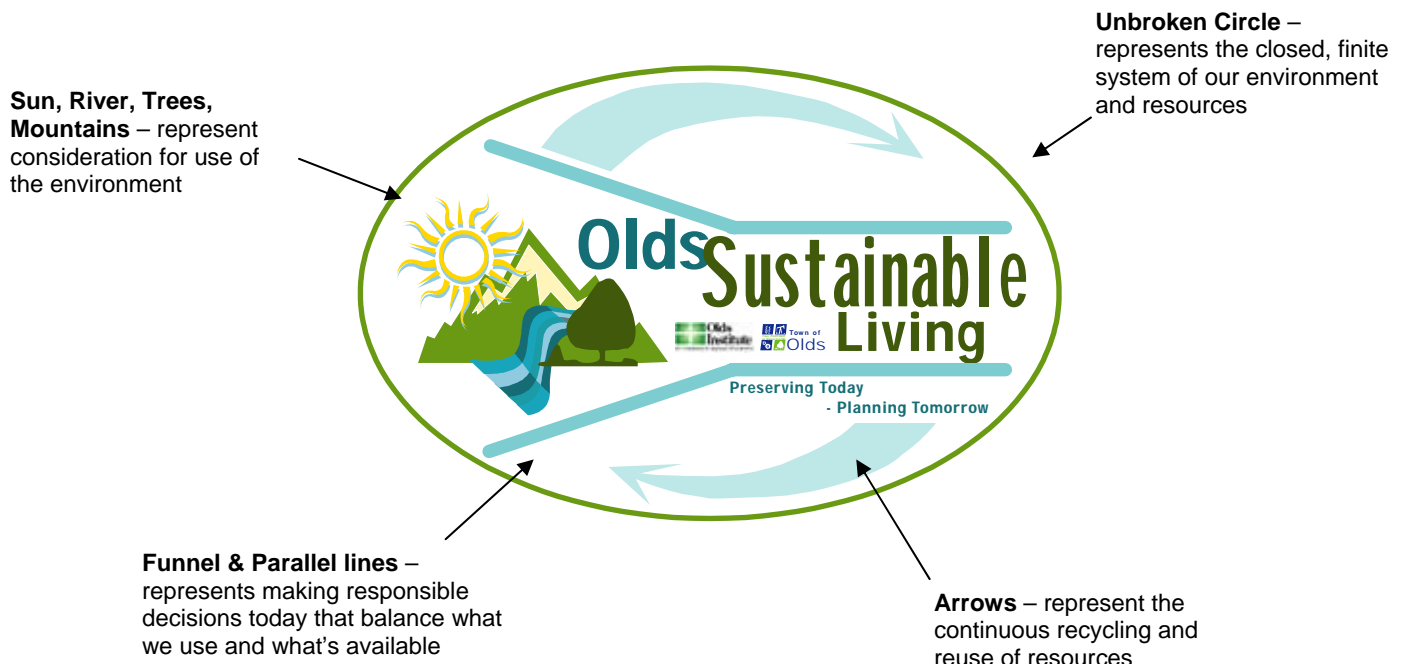 Unbroken Circle –
represents the closed, finite
system of our environment
and resources
Sun, River, Trees,
Mountains – represent
consideration for use of
the environment
Olds
Sustainable
Living
Olds
Institute
Town of
Olds
Preserving Today
- Planning Tomorrow
Funnel & Parallel lines –
represents making responsible
decisions today that balance what
we use and what's available
Arrows – represent the
continuous recycling and
reuse of resources